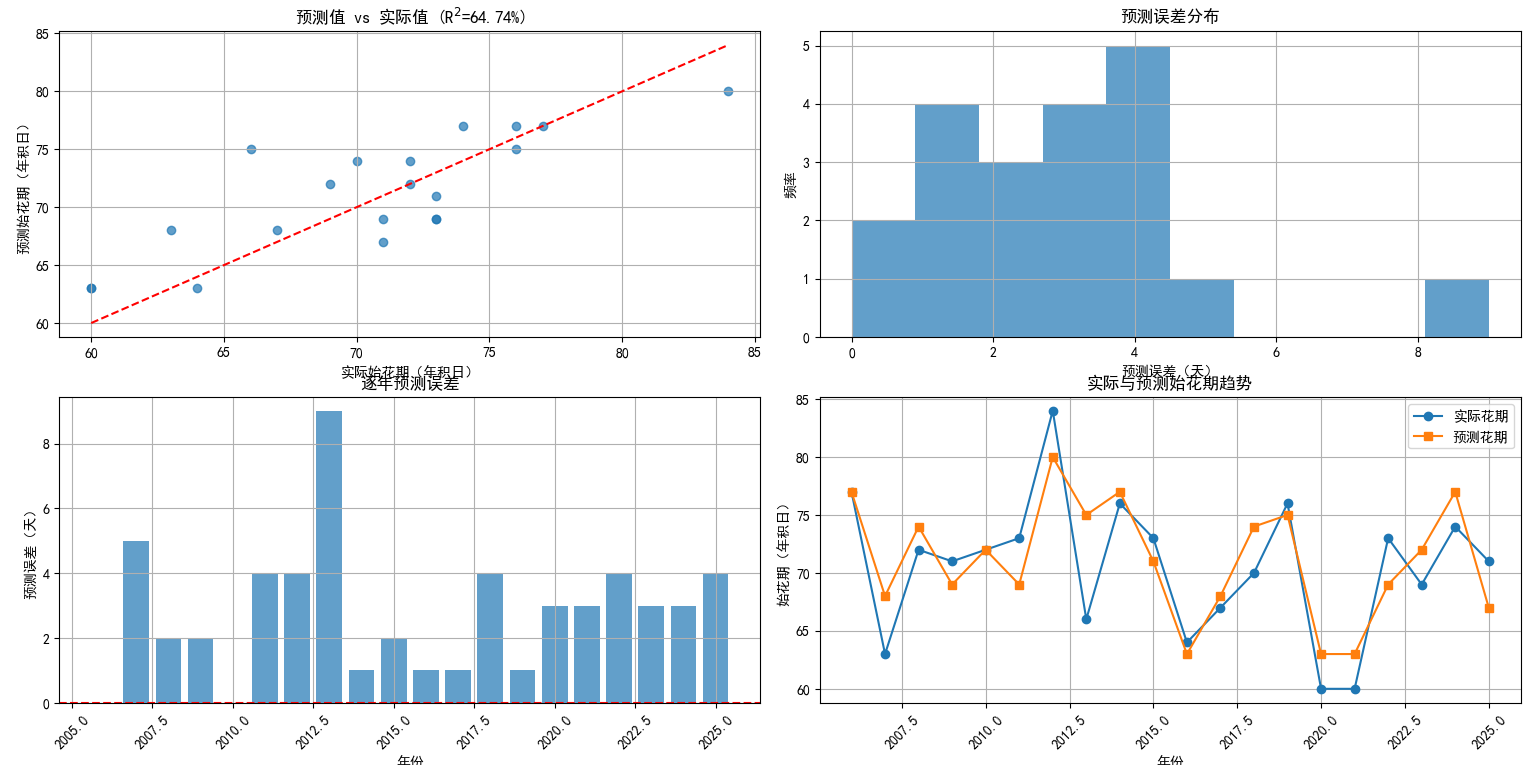 预测值 vs 实际值 (R²=64.74%)
85
80
75
70
65
60
预测始花期（年积日）
60 65 70 75 80 85
实际始花期（年积日）
预测误差分布
5
4
3
2
1
0
频率
0 2 4 6 8
预测误差（天）
逐年预测误差
8
6
4
2
0
预测误差（天）
2005.0 2007.5 2010.0 2012.5 2015.0 2017.5 2020.0 2022.5 2025.0
年份
实际与预测始花期趋势
实际花期
预测花期
85
80
75
70
65
60
始花期（年积日）
2007.5 2010.0 2012.5 2015.0 2017.5 2020.0 2022.5 2025.0
年份